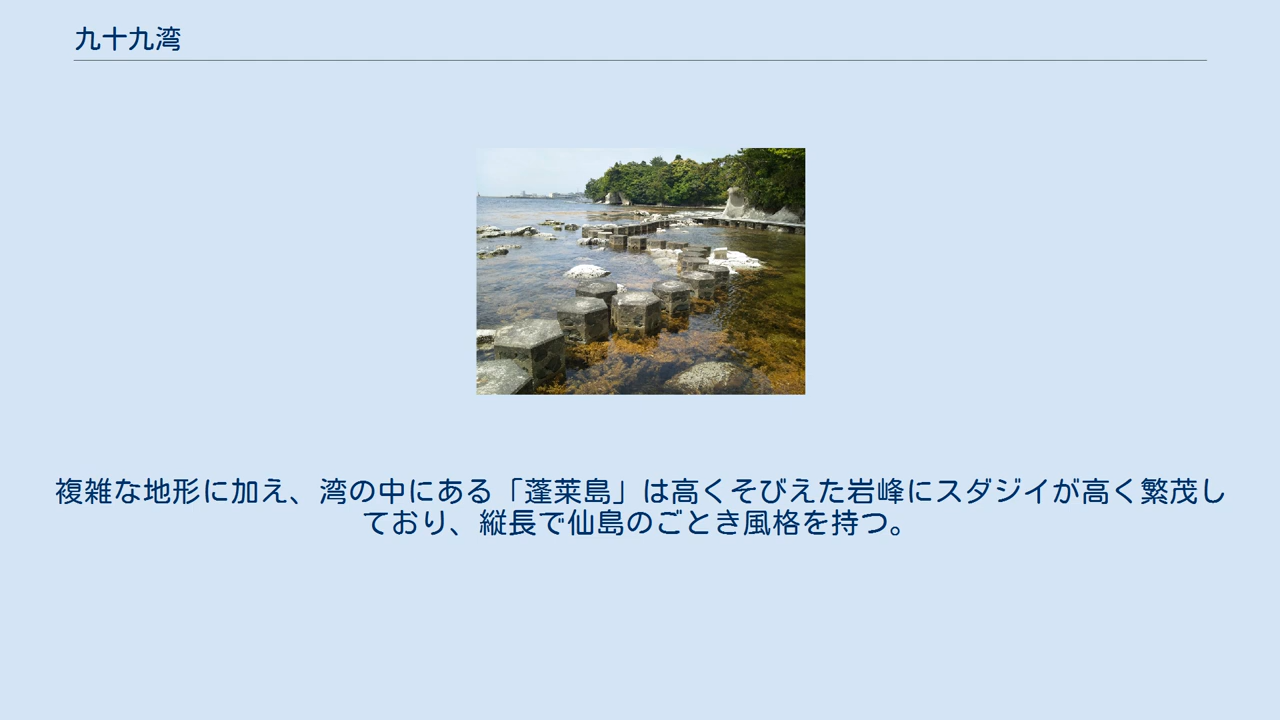 九十九湾
複雑な地形に加え、湾の中にある「蓬莱島」は高くそびえた岩峰にスダジイが高く繁茂し
ており、縦長で仙島のごとき風格を持つ。